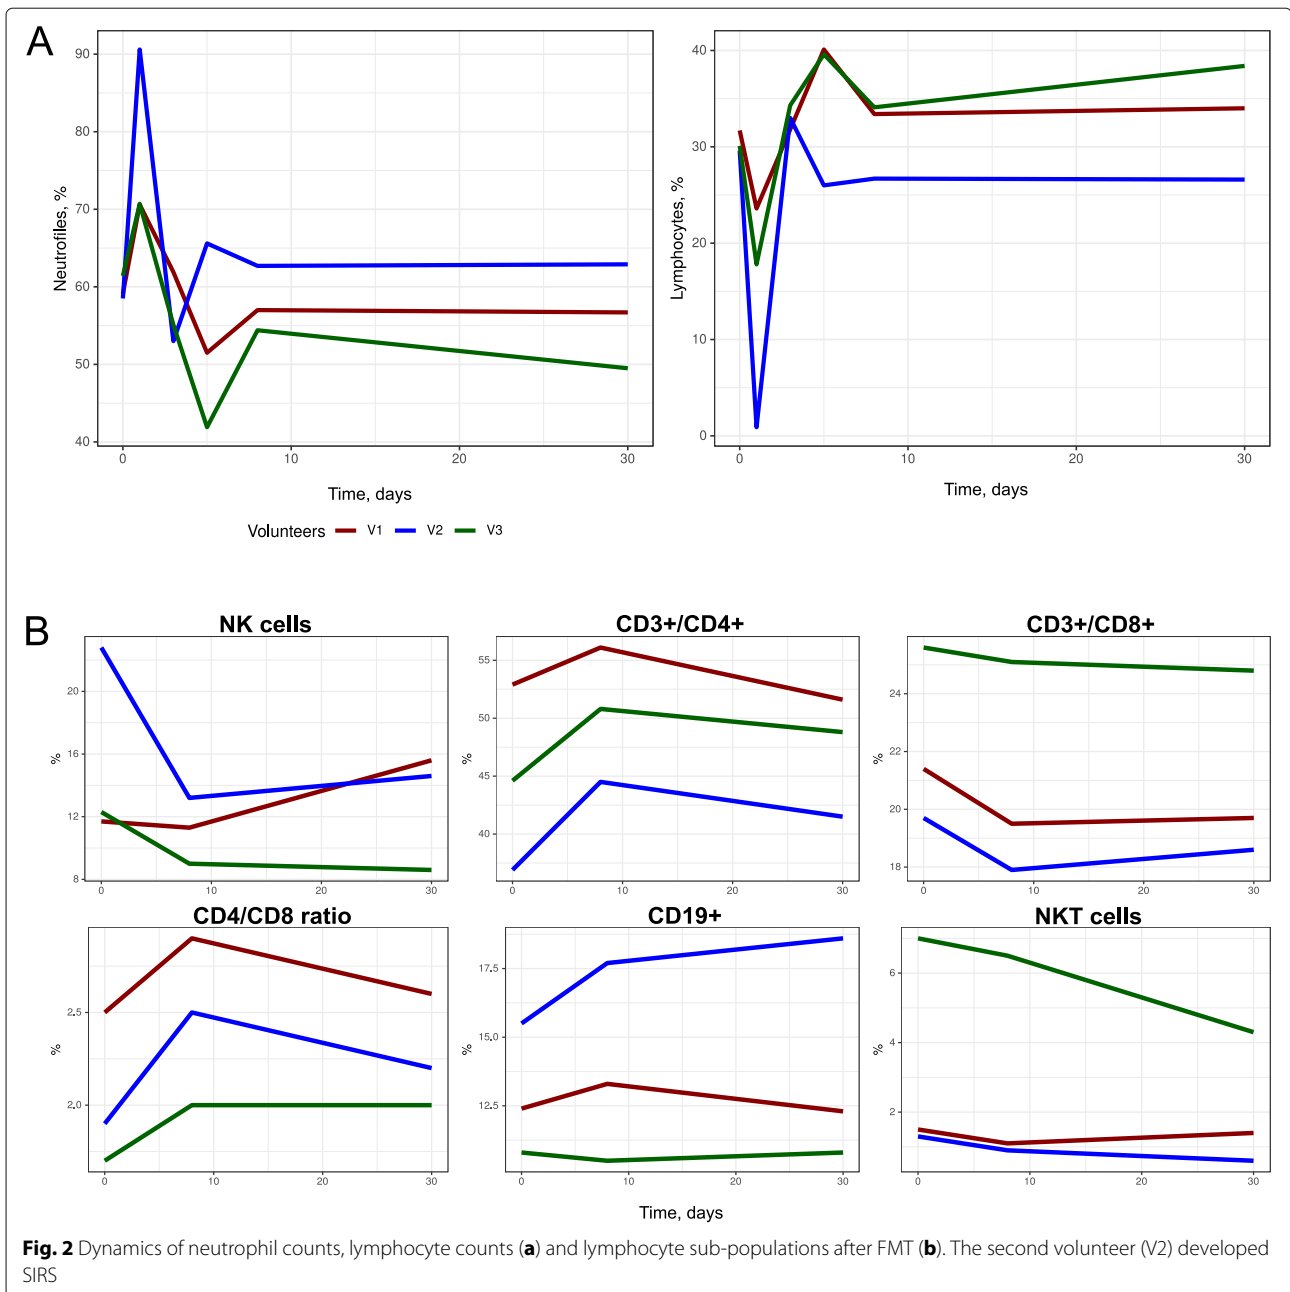 A
90
80
70
60
50
40
Neutrofiles, %
0 10 20 30
Time, days
40
30
20
10
0
Lymphocytes, %
0 10 20 30
Time, days
Volunteers V1 V2 V3
B
NK cells
20
16
12
8
%
0 10 20 30
CD3+/CD4+
55
50
45
40
%
0 10 20 30
CD3+/CD8+
24
22
20
18
%
0 10 20 30
CD4/CD8 ratio
2.5
2.0
%
0 10 20 30
CD19+
17.5
15.0
12.5
%
0 10 20 30
NKT cells
6
4
2
%
0 10 20 30
Time, days
Fig. 2 Dynamics of neutrophil counts, lymphocyte counts (a) and lymphocyte sub-populations after FMT (b). The second volunteer (V2) developed
SIRS